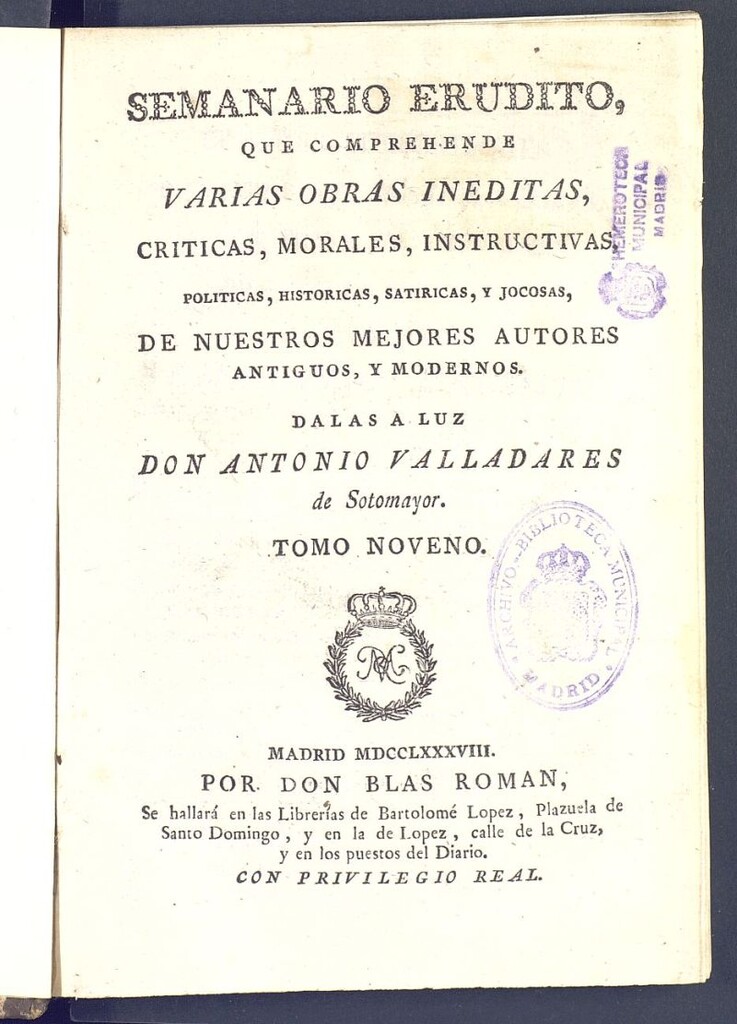 SEMANARIO ERUDITO,
QUE COMPREHENDE
VARIAS OBRAS INEDITAS,
CRITICAS, MORALES, INSTRUCTIVAS,
POLITICAS, HISTORICAS, SATIRICAS, Y JOCOSAS,
DE NUESTROS MEJORES AUTORES
ANTIGUOS, Y MODERNOS.
DALAS A LUZ
DON ANTONIO VALLADARES
de Sotomayor.
TOMO NOVENO.
MADRID MDCCLXXXVIII.
POR DON BLAS ROMAN,
Se hallará en las Librerías de Bartolomé Lopez, Plazuela de
Santo Domingo, y en la de Lopez, calle de la Cruz,
y en los puestos del Diario.
CON PRIVILEGIO REAL.
HEMEROTECA
MUNICIPAL
MADRID
ARCHIVO-BIBLIOTECA MUNICIPAL
MADRID